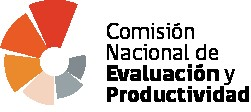 Comisión
Nacional de
Evaluación y
Productividad